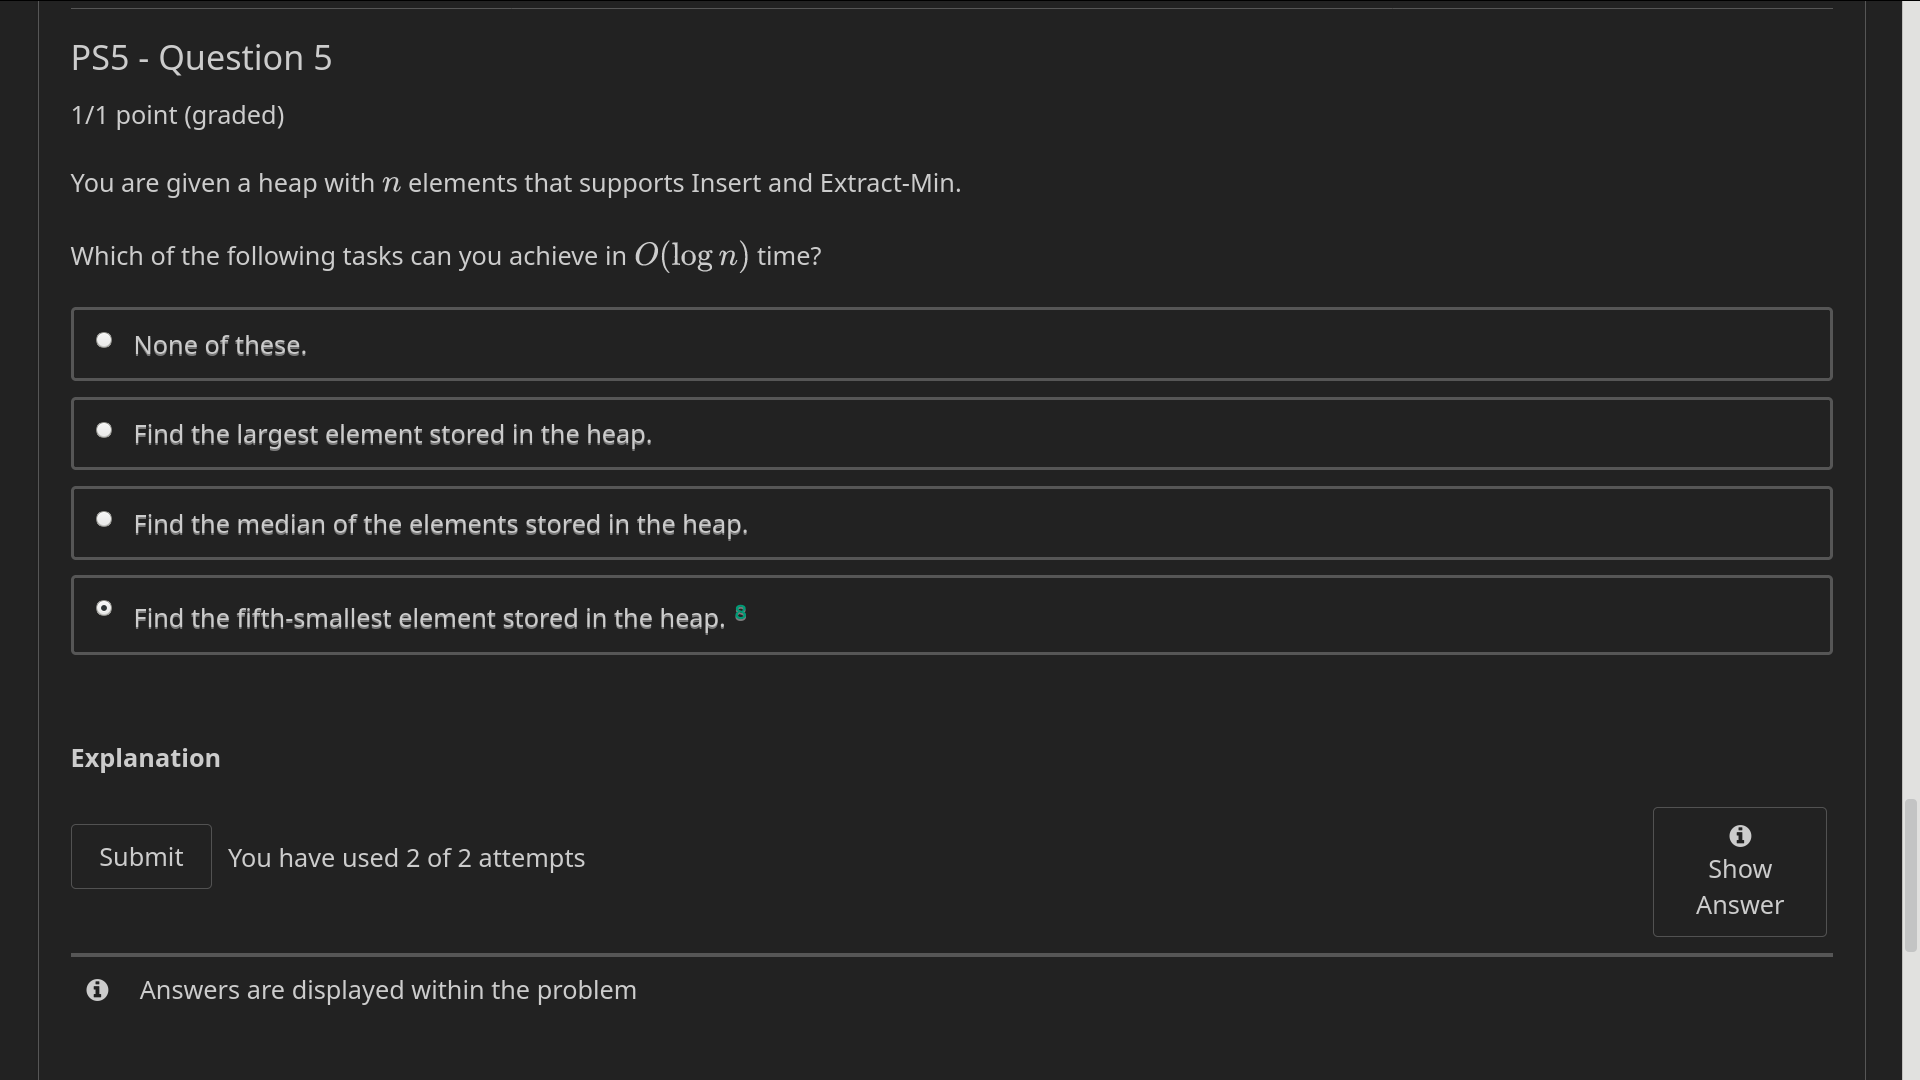 PS5 - Question 5
1/1 point (graded)
You are given a heap with n elements that supports Insert and Extract-Min.
Which of the following tasks can you achieve in O(log n) time?
None of these.
Find the largest element stored in the heap.
Find the median of the elements stored in the heap.
Find the fifth-smallest element stored in the heap. 8
Explanation
Submit You have used 2 of 2 attempts
Show
Answer
Answers are displayed within the problem